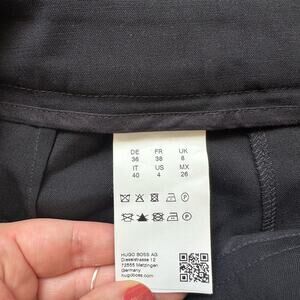 DE FR UK
36 38 8
IT US MX
40 4 26
HUGO BOSS AG
Dieselstrasse 12
72555 Metzingen
Germany
hugoboss.com